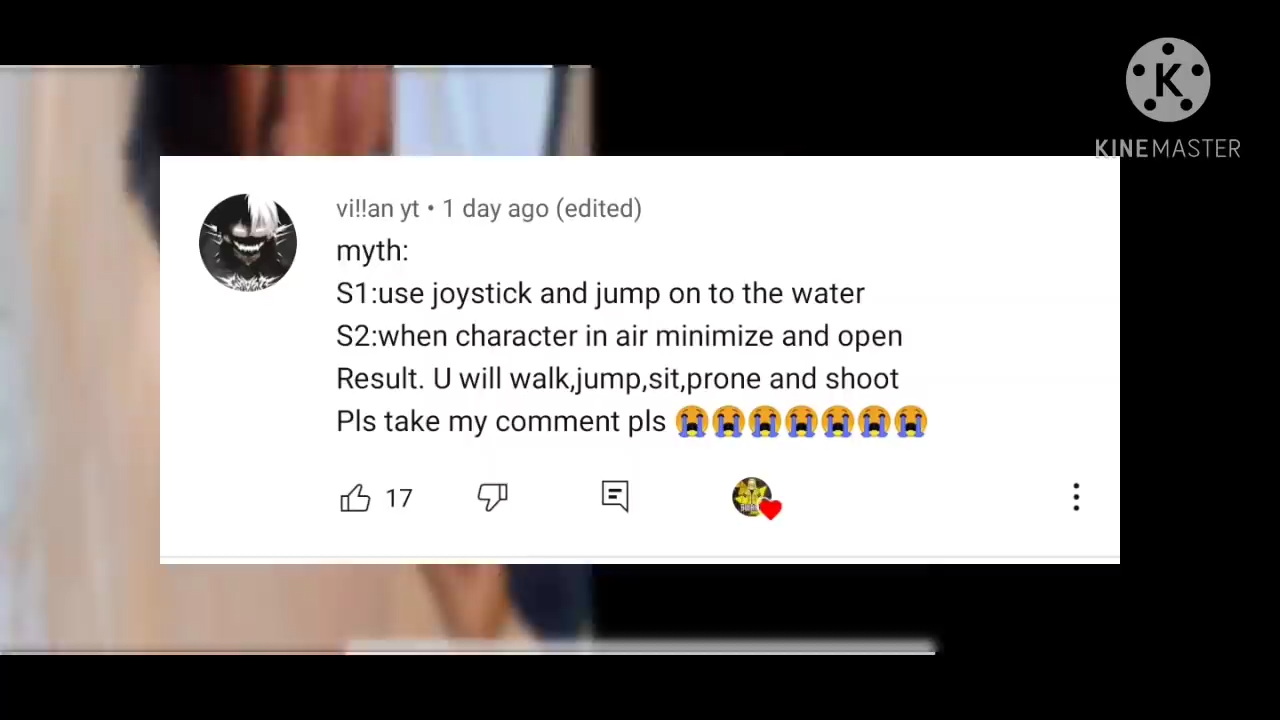 K
KINEMASTER
vi!!an yt • 1 day ago (edited)
myth:
S1:use joystick and jump on to the water
S2:when character in air minimize and open
Result. U will walk,jump,sit,prone and shoot
Pls take my comment pls 😭😭😭😭😭😭😭
17